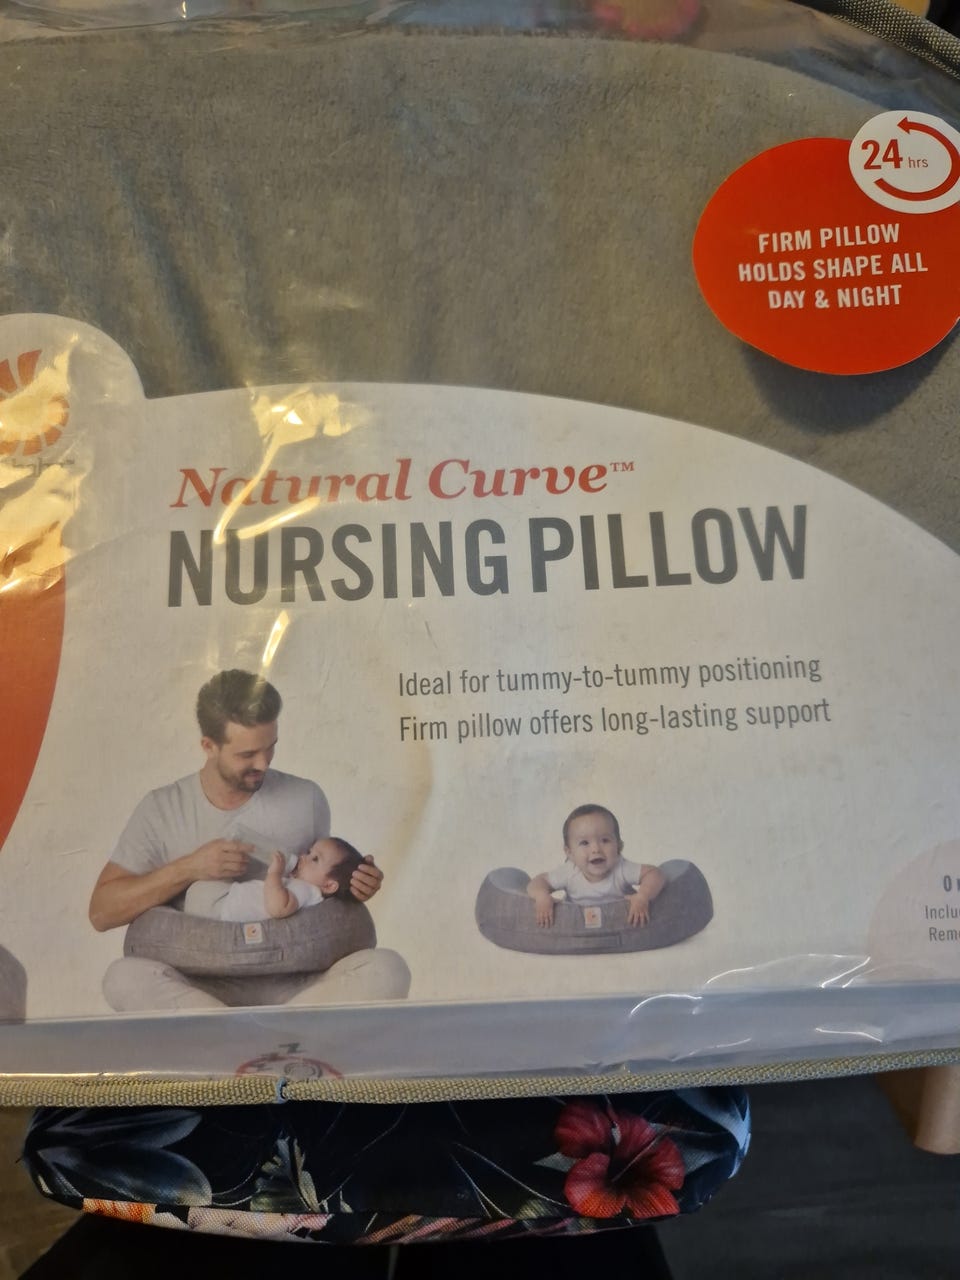 24 hrs
FIRM PILLOW
HOLDS SHAPE ALL
DAY & NIGHT
Natural Curve™
NURSING PILLOW
Ideal for tummy-to-tummy positioning
Firm pillow offers long-lasting support
0